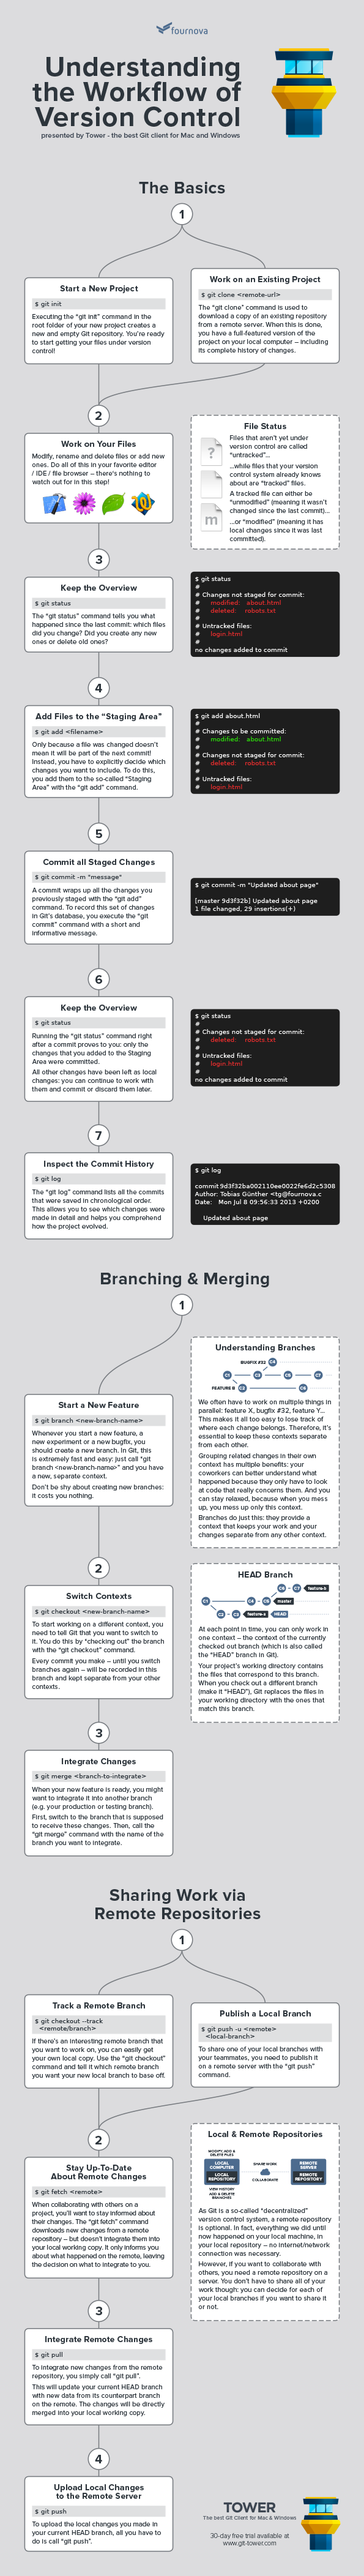 fournova
Understanding
the Workflow of
Version Control
presented by Tower - the best Git client for Mac and Windows
The Basics
1
Start a New Project
$ git init
Executing the "git init" command in the
root folder of your new project creates a
new and empty Git repository. You're ready
to start getting your files under version
control!
Work on an Existing Project
$ git clone <remote-url>
The "git clone" command is used to
download a copy of an existing repository
from a remote server. When this is done,
you have a full-featured version of the
project on your local computer – including
its complete history of changes.
2
Work on Your Files
Modify, rename and delete files or add new
ones. Do all of this in your favorite editor
/ IDE / file browser – there's nothing to
watch out for in this step!
File Status
?
Files that aren't yet under
version control are called
"untracked"...
...while files that your version
control system already knows
about are "tracked" files.
A tracked file can either be
"unmodified" (meaning it wasn't
changed since the last commit)...
m
...or "modified" (meaning it has
local changes since it was last
committed).
3
Keep the Overview
$ git status
The "git status" command tells you what
happened since the last commit: which files
did you change? Did you create any new
ones or delete old ones?
$ git status
#
# Changes not staged for commit:
# modified: about.html
# deleted: robots.txt
#
# Untracked files:
# login.html
#
no changes added to commit
4
Add Files to the "Staging Area"
$ git add <filename>
Only because a file was changed doesn't
mean it will be part of the next commit!
Instead, you have to explicitly decide which
changes you want to include. To do this,
you add them to the so-called "Staging
Area" with the "git add" command.
$ git add about.html
#
# Changes to be committed:
# modified: about.html
#
# Changes not staged for commit:
# deleted: robots.txt
#
# Untracked files:
# login.html
5
Commit all Staged Changes
$ git commit -m "message"
A commit wraps up all the changes you
previously staged with the "git add"
command. To record this set of changes
in Git's database, you execute the "git
commit" command with a short and
informative message.
$ git commit -m "Updated about page"
[master 9d3f32b] Updated about page
1 file changed, 29 insertions(+)
6
Keep the Overview
$ git status
Running the "git status" command right
after a commit proves to you: only the
changes that you added to the Staging
Area were committed.
All other changes have been left as local
changes: you can continue to work with
them or commit or discard them later.
$ git status
#
# Changes not staged for commit:
# deleted: robots.txt
#
# Untracked files:
# login.html
#
no changes added to commit
7
Inspect the Commit History
$ git log
The "git log" command lists all the commits
that were saved in chronological order.
This allows you to see which changes were
made in detail and helps you comprehend
how the project evolved.
$ git log
commit 9d3f32ba002110ee0022fe6d2c5308
Author: Tobias Günther <tg@fournova.c
Date: Mon Jul 8 09:56:33 2013 +0200
Updated about page
Branching & Merging
1
Start a New Feature
$ git branch <new-branch-name>
Whenever you start a new feature, a
new experiment or a new bugfix, you
should create a new branch. In Git, this
is extremely fast and easy: just call "git
branch <new-branch-name>" and you have
a new, separate context.
Don't be shy about creating new branches:
it costs you nothing.
Understanding Branches
BUGFIX #32
C4
C1
C3
C5
C7
FEATURE B
C2
C6
We often have to work on multiple things in
parallel: feature X, bugfix #32, feature Y...
This makes it all too easy to lose track of
where each change belongs. Therefore, it's
essential to keep these contexts separate
from each other.
Grouping related changes in their own
context has multiple benefits: your
coworkers can better understand what
happened because they only have to look
at code that really concerns them. And you
can stay relaxed, because when you mess
up, you mess up only this context.
Branches do just this: they provide a
context that keeps your work and your
changes separate from any other context.
2
Switch Contexts
$ git checkout <new-branch-name>
To start working on a different context, you
need to tell Git that you want to switch to
it. You do this by "checking out" the branch
with the "git checkout" command.
Every commit you make – until you switch
branches again – will be recorded in this
branch and kept separate from your other
contexts.
HEAD Branch
C6
C7
feature-b
C1
C4
C5
master
C2
C3
feature-a
HEAD
At each point in time, you can only work in
one context – the context of the currently
checked out branch (which is also called
the "HEAD" branch in Git).
Your project's working directory contains
the files that correspond to this branch.
When you check out a different branch
(make it "HEAD"), Git replaces the files in
your working directory with the ones that
match this branch.
3
Integrate Changes
$ git merge <branch-to-integrate>
When your new feature is ready, you might
want to integrate it into another branch
(e.g. your production or testing branch).
First, switch to the branch that is supposed
to receive these changes. Then, call the
"git merge" command with the name of the
branch you want to integrate.
Sharing Work via
Remote Repositories
1
Track a Remote Branch
$ git checkout --track
<remote/branch>
If there's an interesting remote branch that
you want to work on, you can easily get
your own local copy. Use the "git checkout"
command and tell it which remote branch
you want your new local branch to base off.
Publish a Local Branch
$ git push -u <remote>
<local-branch>
To share one of your local branches with
your teammates, you need to publish it
on a remote server with the "git push"
command.
2
Stay Up-To-Date
About Remote Changes
$ git fetch <remote>
When collaborating with others on a
project, you'll want to stay informed about
their changes. The "git fetch" command
downloads new changes from a remote
repository – but doesn't integrate them into
your local working copy. It only informs you
about what happened on the remote, leaving
the decision on what to integrate to you.
Local & Remote Repositories
MODIFY, ADD &
DELETE FILES
LOCAL
COMPUTER
LOCAL
REPOSITORY
VIEW HISTORY
ADD & DELETE
BRANCHES
SHARE WORK
COLLABORATE
REMOTE
SERVER
REMOTE
REPOSITORY
As Git is a so-called "decentralized"
version control system, a remote repository
is optional. In fact, everything we did until
now happened on your local machine, in
your local repository – no internet/network
connection was necessary.
However, if you want to collaborate with
others, you need a remote repository on a
server. You don't have to share all of your
work though: you can decide for each of
your local branches if you want to share it
or not.
3
Integrate Remote Changes
$ git pull
To integrate new changes from the remote
repository, you simply call "git pull".
This will update your current HEAD branch
with new data from its counterpart branch
on the remote. The changes will be directly
merged into your local working copy.
4
Upload Local Changes
to the Remote Server
$ git push
To upload the local changes you made in
your current HEAD branch, all you have to
do is call "git push".
TOWER
The best Git Client for Mac & Windows
30-day free trial available at
www.git-tower.com